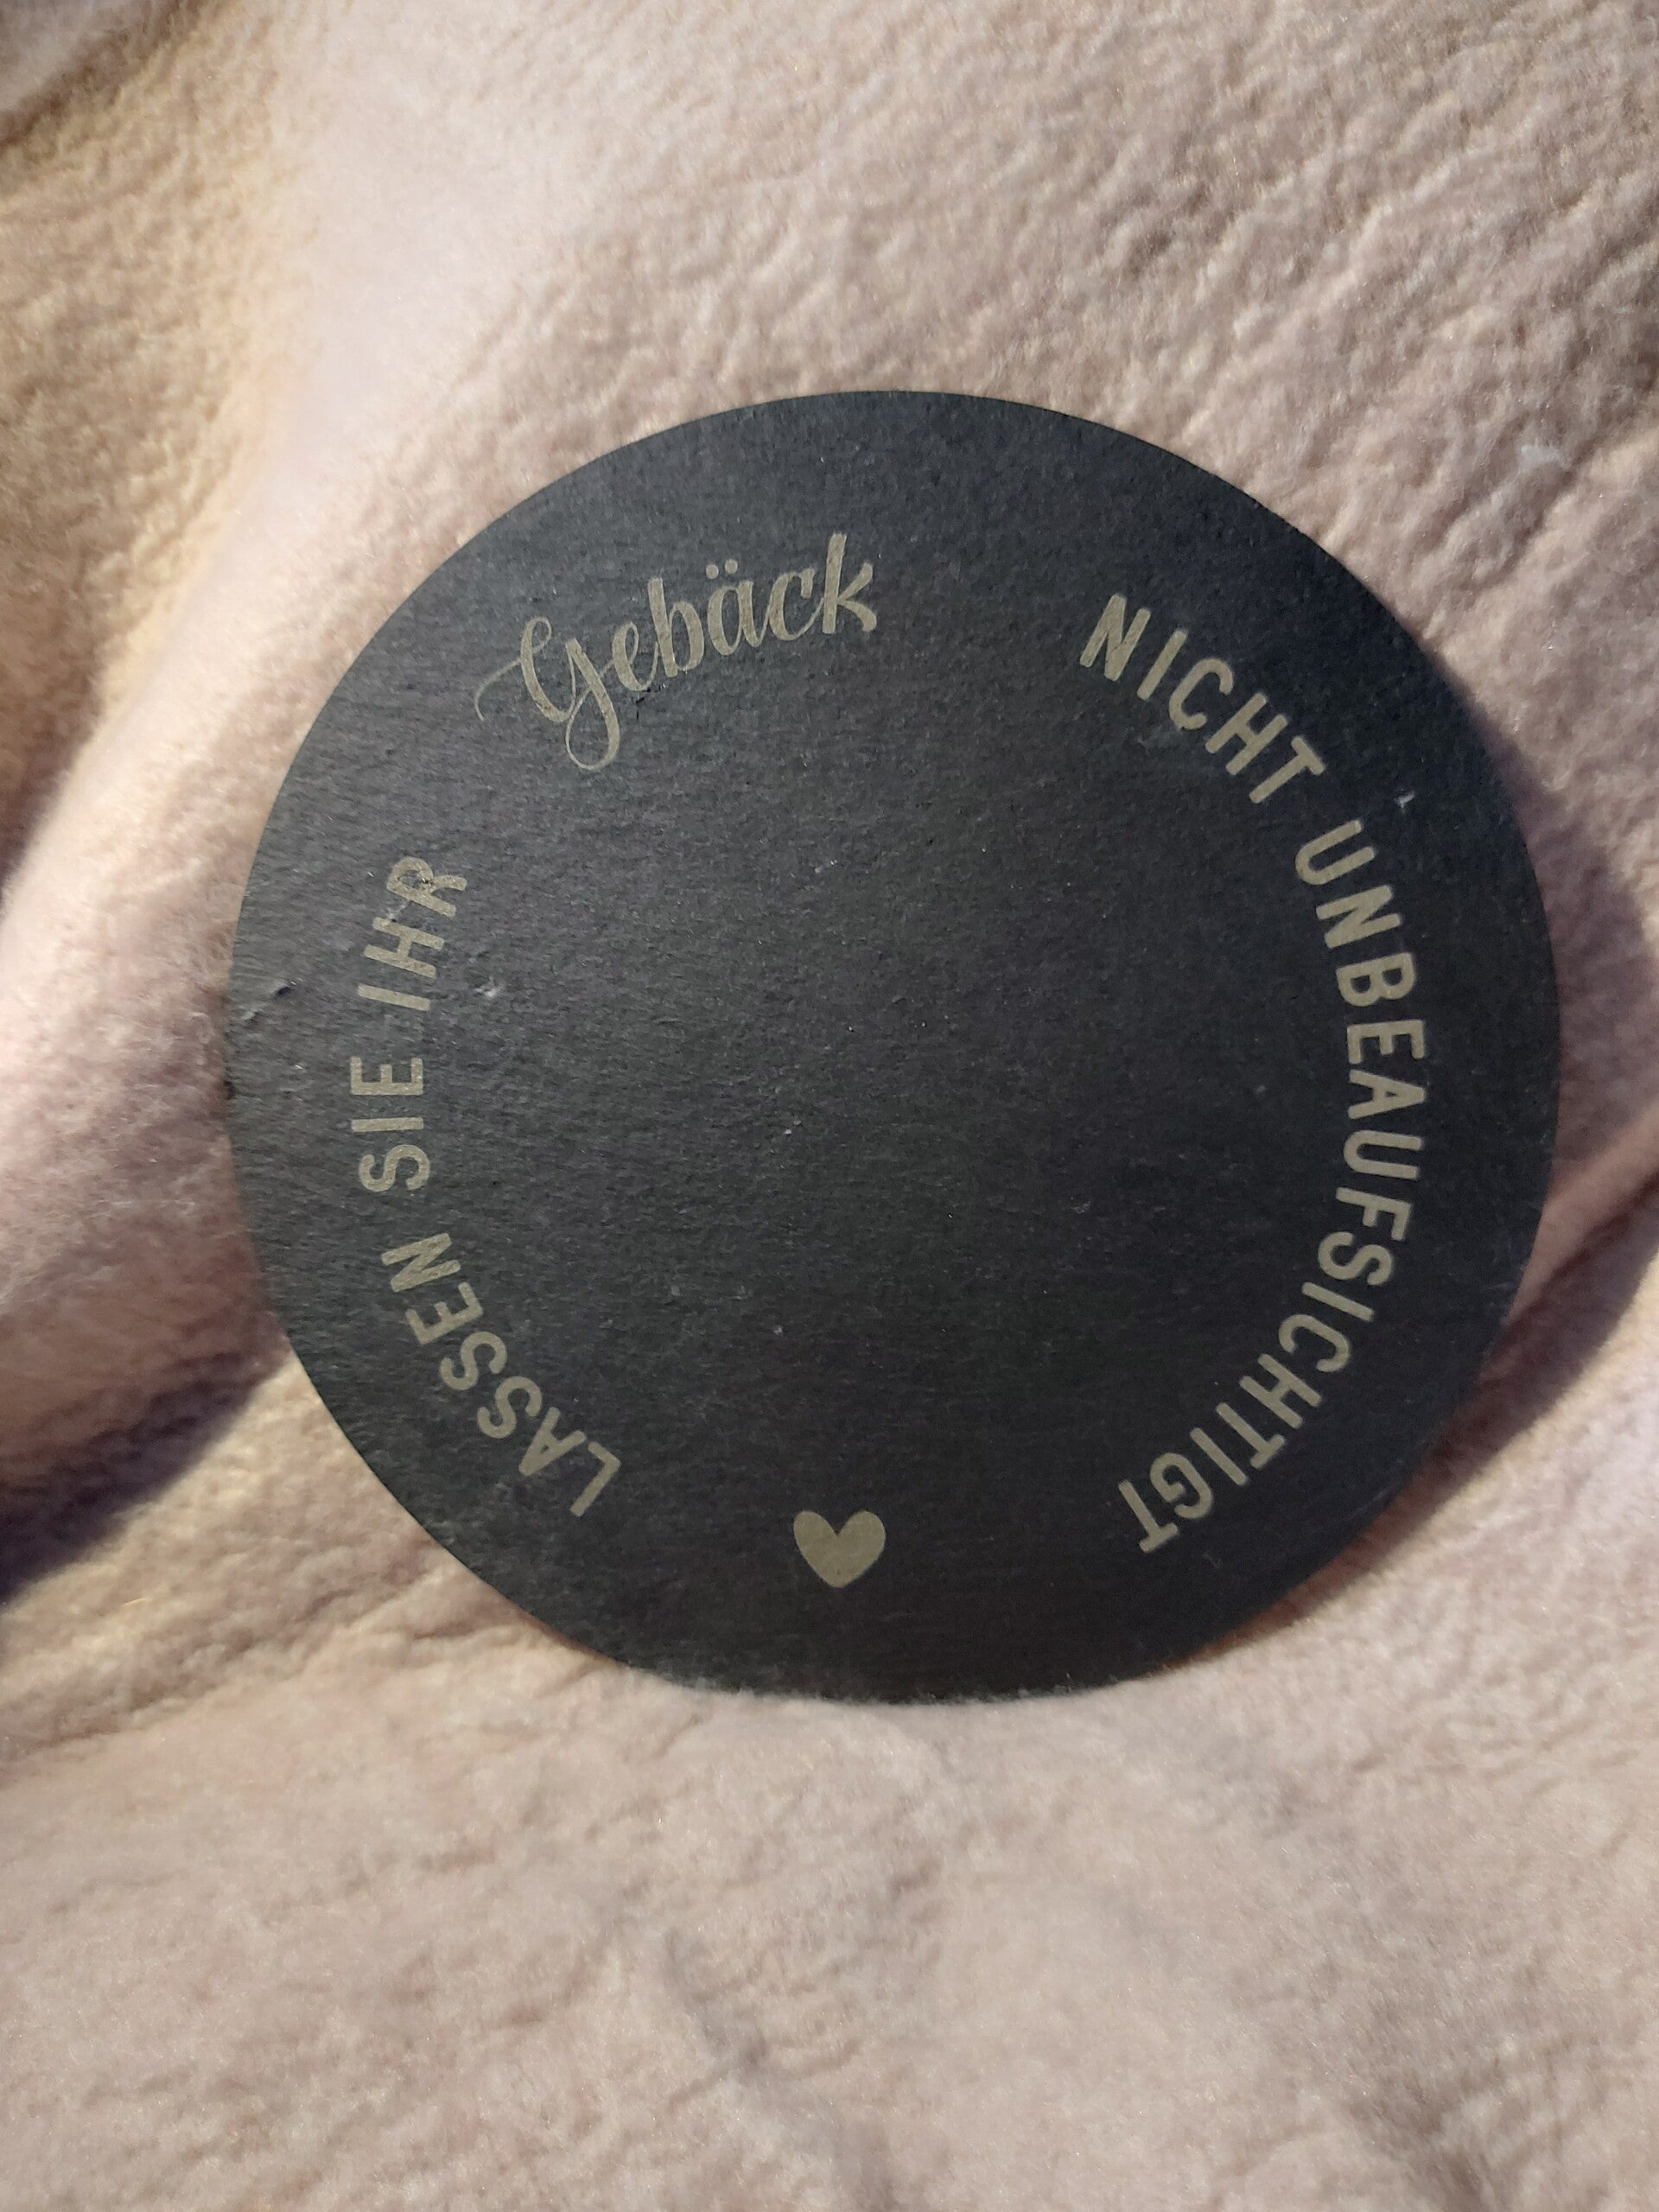 LASSEN SIE IHR
Gebäck
NICHT UNBEAUFSICHTIGT